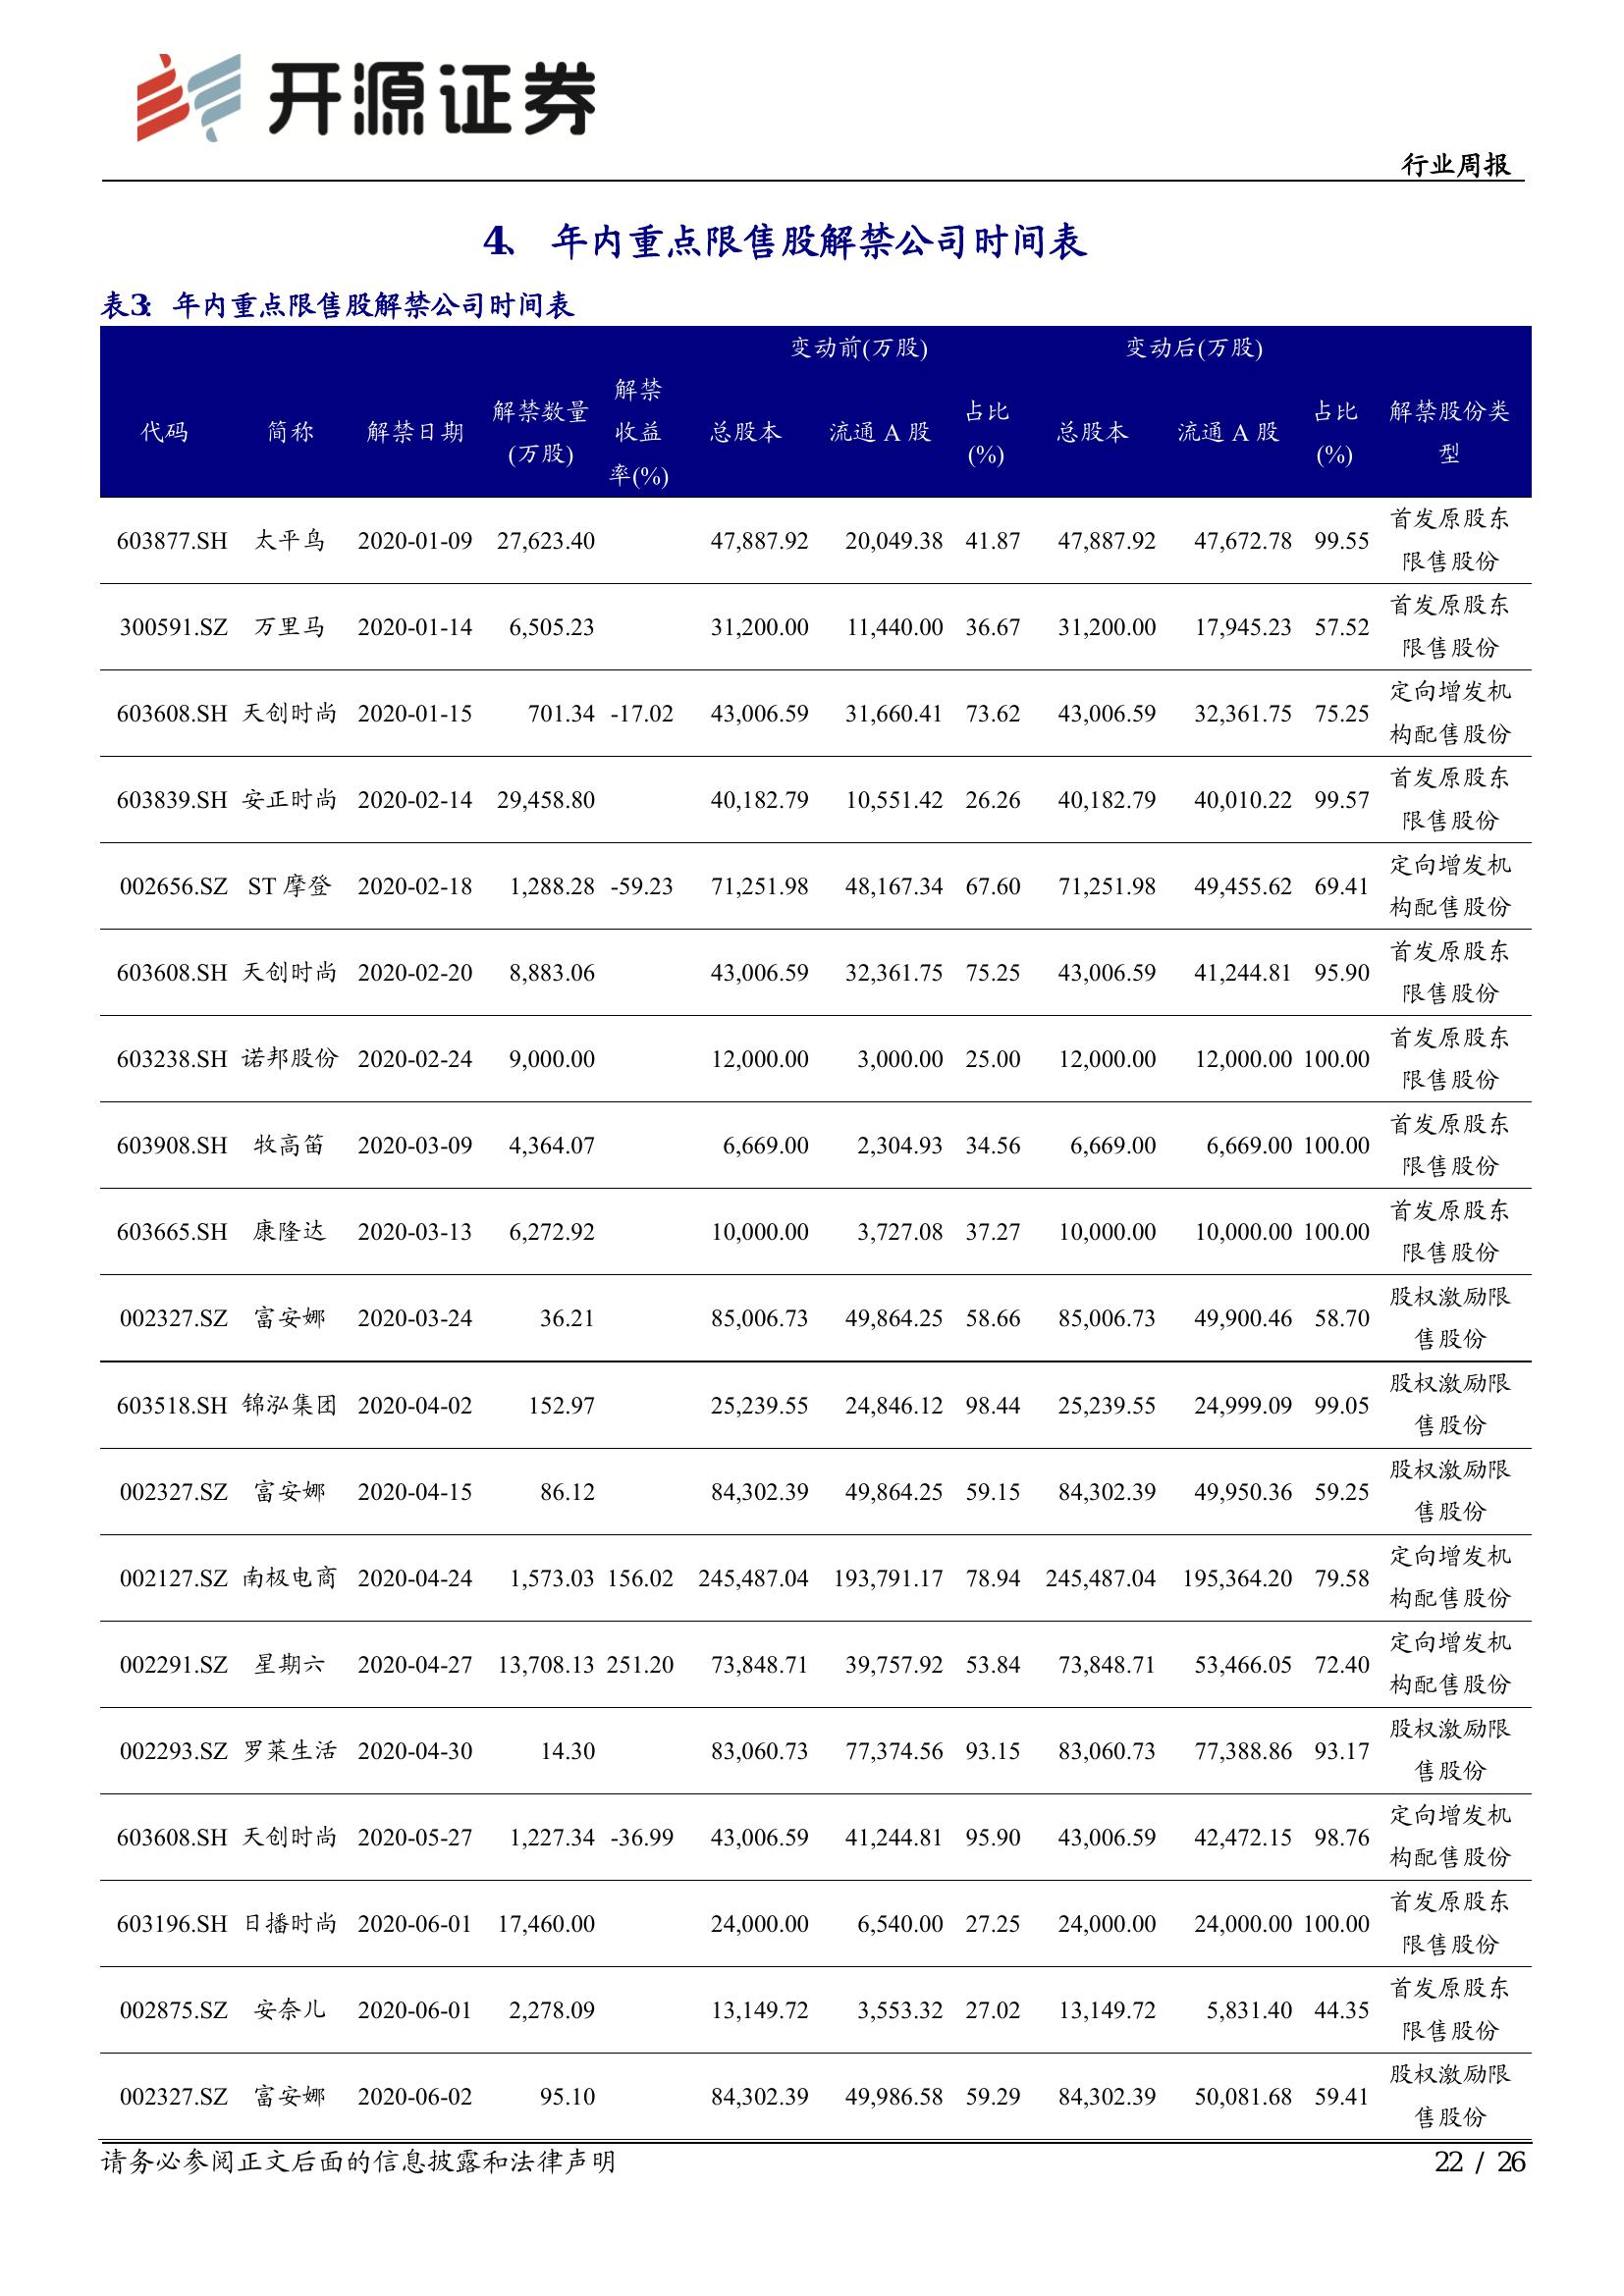 开源证券
行业周报
4、 年内重点限售股解禁公司时间表
表3: 年内重点限售股解禁公司时间表
变动前(万股) 变动后(万股)
代码 简称 解禁日期 解禁数量(万股) 解禁收益率(%) 总股本 流通 A 股 占比(%) 总股本 流通 A 股 占比(%) 解禁股份类型
603877.SH 太平鸟 2020-01-09 27,623.40 47,887.92 20,049.38 41.87 47,887.92 47,672.78 99.55 首发原股东限售股份
300591.SZ 万里马 2020-01-14 6,505.23 31,200.00 11,440.00 36.67 31,200.00 17,945.23 57.52 首发原股东限售股份
603608.SH 天创时尚 2020-01-15 701.34 -17.02 43,006.59 31,660.41 73.62 43,006.59 32,361.75 75.25 定向增发机构配售股份
603839.SH 安正时尚 2020-02-14 29,458.80 40,182.79 10,551.42 26.26 40,182.79 40,010.22 99.57 首发原股东限售股份
002656.SZ ST 摩登 2020-02-18 1,288.28 -59.23 71,251.98 48,167.34 67.60 71,251.98 49,455.62 69.41 定向增发机构配售股份
603608.SH 天创时尚 2020-02-20 8,883.06 43,006.59 32,361.75 75.25 43,006.59 41,244.81 95.90 首发原股东限售股份
603238.SH 诺邦股份 2020-02-24 9,000.00 12,000.00 3,000.00 25.00 12,000.00 12,000.00 100.00 首发原股东限售股份
603908.SH 牧高笛 2020-03-09 4,364.07 6,669.00 2,304.93 34.56 6,669.00 6,669.00 100.00 首发原股东限售股份
603665.SH 康隆达 2020-03-13 6,272.92 10,000.00 3,727.08 37.27 10,000.00 10,000.00 100.00 首发原股东限售股份
002327.SZ 富安娜 2020-03-24 36.21 85,006.73 49,864.25 58.66 85,006.73 49,900.46 58.70 股权激励限售股份
603518.SH 锦泓集团 2020-04-02 152.97 25,239.55 24,846.12 98.44 25,239.55 24,999.09 99.05 股权激励限售股份
002327.SZ 富安娜 2020-04-15 86.12 84,302.39 49,864.25 59.15 84,302.39 49,950.36 59.25 股权激励限售股份
002127.SZ 南极电商 2020-04-24 1,573.03 156.02 245,487.04 193,791.17 78.94 245,487.04 195,364.20 79.58 定向增发机构配售股份
002291.SZ 星期六 2020-04-27 13,708.13 251.20 73,848.71 39,757.92 53.84 73,848.71 53,466.05 72.40 定向增发机构配售股份
002293.SZ 罗莱生活 2020-04-30 14.30 83,060.73 77,374.56 93.15 83,060.73 77,388.86 93.17 股权激励限售股份
603608.SH 天创时尚 2020-05-27 1,227.34 -36.99 43,006.59 41,244.81 95.90 43,006.59 42,472.15 98.76 定向增发机构配售股份
603196.SH 日播时尚 2020-06-01 17,460.00 24,000.00 6,540.00 27.25 24,000.00 24,000.00 100.00 首发原股东限售股份
002875.SZ 安奈儿 2020-06-01 2,278.09 13,149.72 3,553.32 27.02 13,149.72 5,831.40 44.35 首发原股东限售股份
002327.SZ 富安娜 2020-06-02 95.10 84,302.39 49,986.58 59.29 84,302.39 50,081.68 59.41 股权激励限售股份
请务必参阅正文后面的信息披露和法律声明 22 / 26